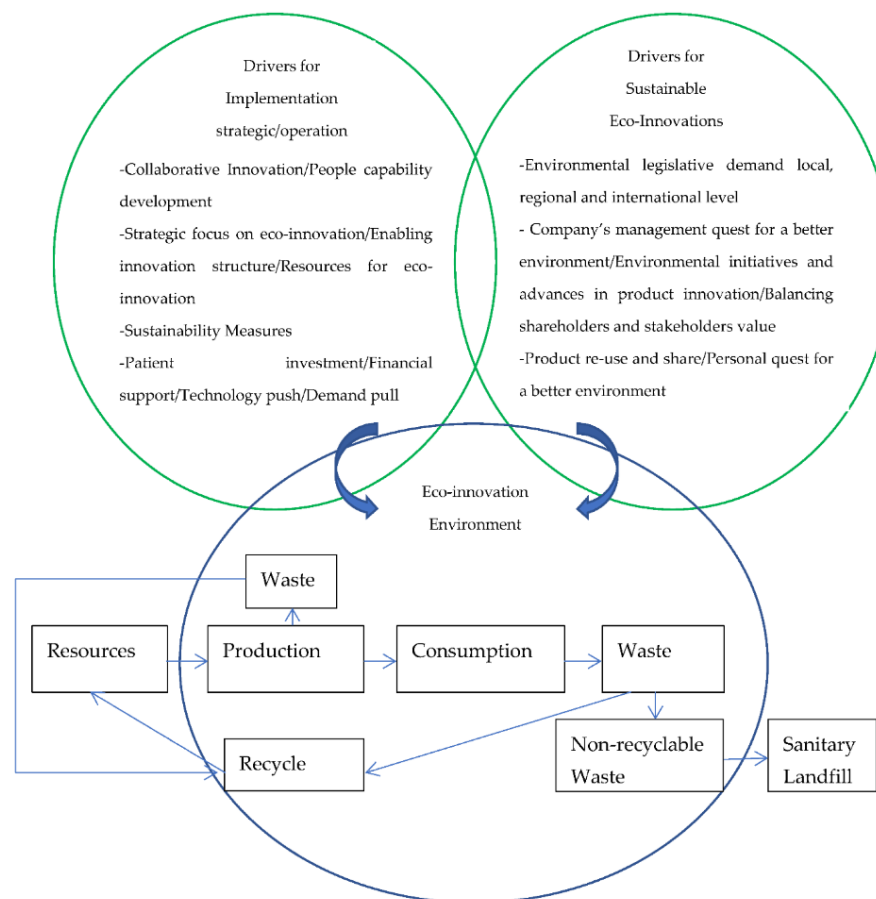 Drivers for
Implementation
strategic/operation
-Collaborative Innovation/People capability
development
-Strategic focus on eco-innovation/Enabling
innovation structure/Resources for eco-
innovation
-Sustainability Measures
-Patient investment/Financial
support/Technology push/Demand pull
Drivers for
Sustainable
Eco-Innovations
-Environmental legislative demand local,
regional and international level
- Company's management quest for a better
environment/Environmental initiatives and
advances in product innovation/Balancing
shareholders and stakeholders value
-Product re-use and share/Personal quest for
a better environment
Eco-innovation
Environment
Waste
Resources
Production
Consumption
Waste
Recycle
Non-recyclable
Waste
Sanitary
Landfill